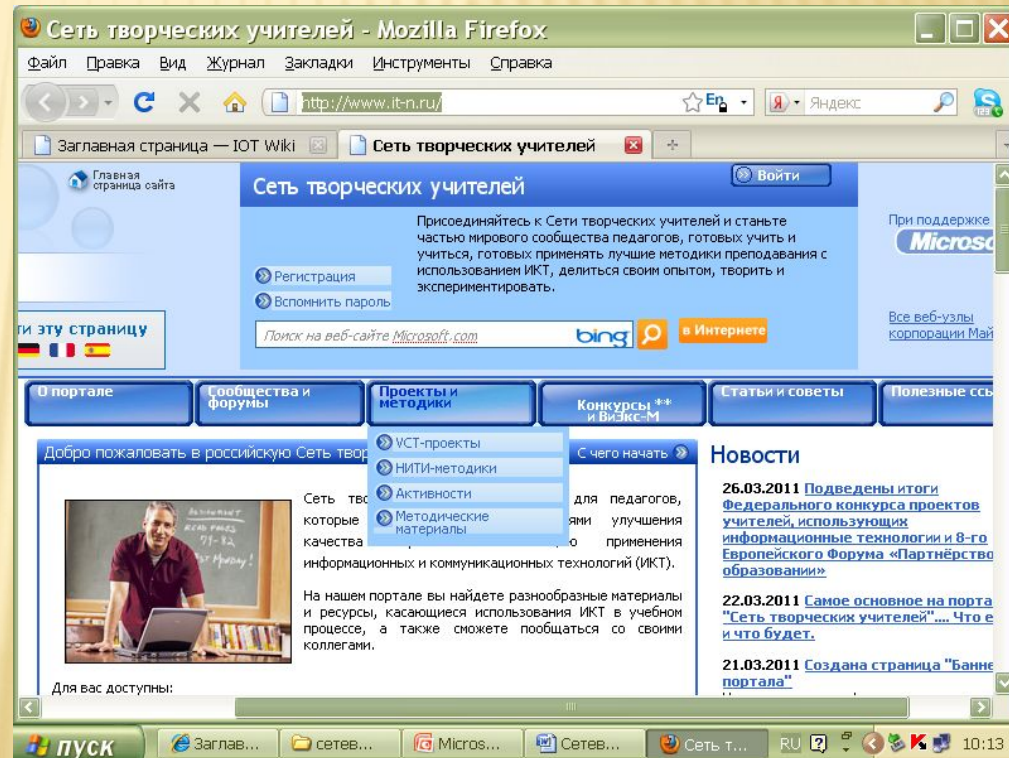 Сеть творческих учителей - Mozilla Firefox
Файл Правка Вид Журнал Закладки Инструменты Справка
http://www.it-n.ru/
En
Я Яндекс
Заглавная страница — IOT Wiki
Сеть творческих учителей
Главная
страница сайта
Сеть творческих учителей
Войти
Присоединяйтесь к Сети творческих учителей и станьте
частью мирового сообщества педагогов, готовых учить и
учиться, готовых применять лучшие методики преподавания с
использованием ИКТ, делиться своим опытом, творить и
экспериментировать.
Регистрация
Вспомнить пароль
Поиск на веб-сайте Microsoft.com
bing
в Интернете
При поддержке
Microsc
Все веб-узлы
корпорации Май
ти эту страницу
О портале
Сообщества и
форумы
Проекты и
методики
Конкурсы **
и ВиЭкс-М
Статьи и советы
Полезные ссы
VCT-проекты
НИТИ-методики
Активности
Методические
материалы
Добро пожаловать в российскую Сеть твор
С чего начать
Сеть тво для педагогов,
которые ями улучшения
качества ю применения
информационных и коммуникационных технологий (ИКТ).
На нашем портале вы найдете разнообразные материалы
и ресурсы, касающиеся использования ИКТ в учебном
процессе, а также сможете пообщаться со своими
коллегами.
Для вас доступны:
Новости
26.03.2011 Подведены итоги
Федерального конкурса проектов
учителей, использующих
информационные технологии и 8-го
Европейского Форума «Партнёрство
образовании»
22.03.2011 Самое основное на порта
"Сеть творческих учителей".... Что е
и что будет.
21.03.2011 Создана страница "Банне
портала"
пуск
Заглав...
сетев...
Micros...
Сетев...
Сеть т...
RU
10:13